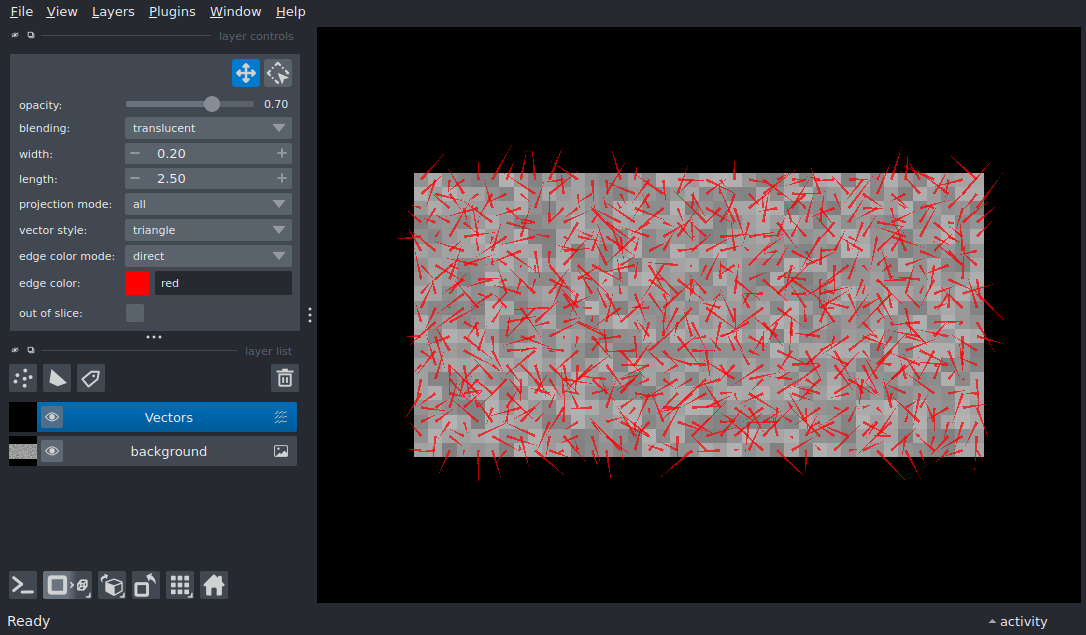 File View Layers Plugins Window Help
layer controls
opacity: 0.70
blending: translucent
width: 0.20
length: 2.50
projection mode: all
vector style: triangle
edge color mode: direct
edge color: red
out of slice:
layer list
Vectors
background
Ready activity